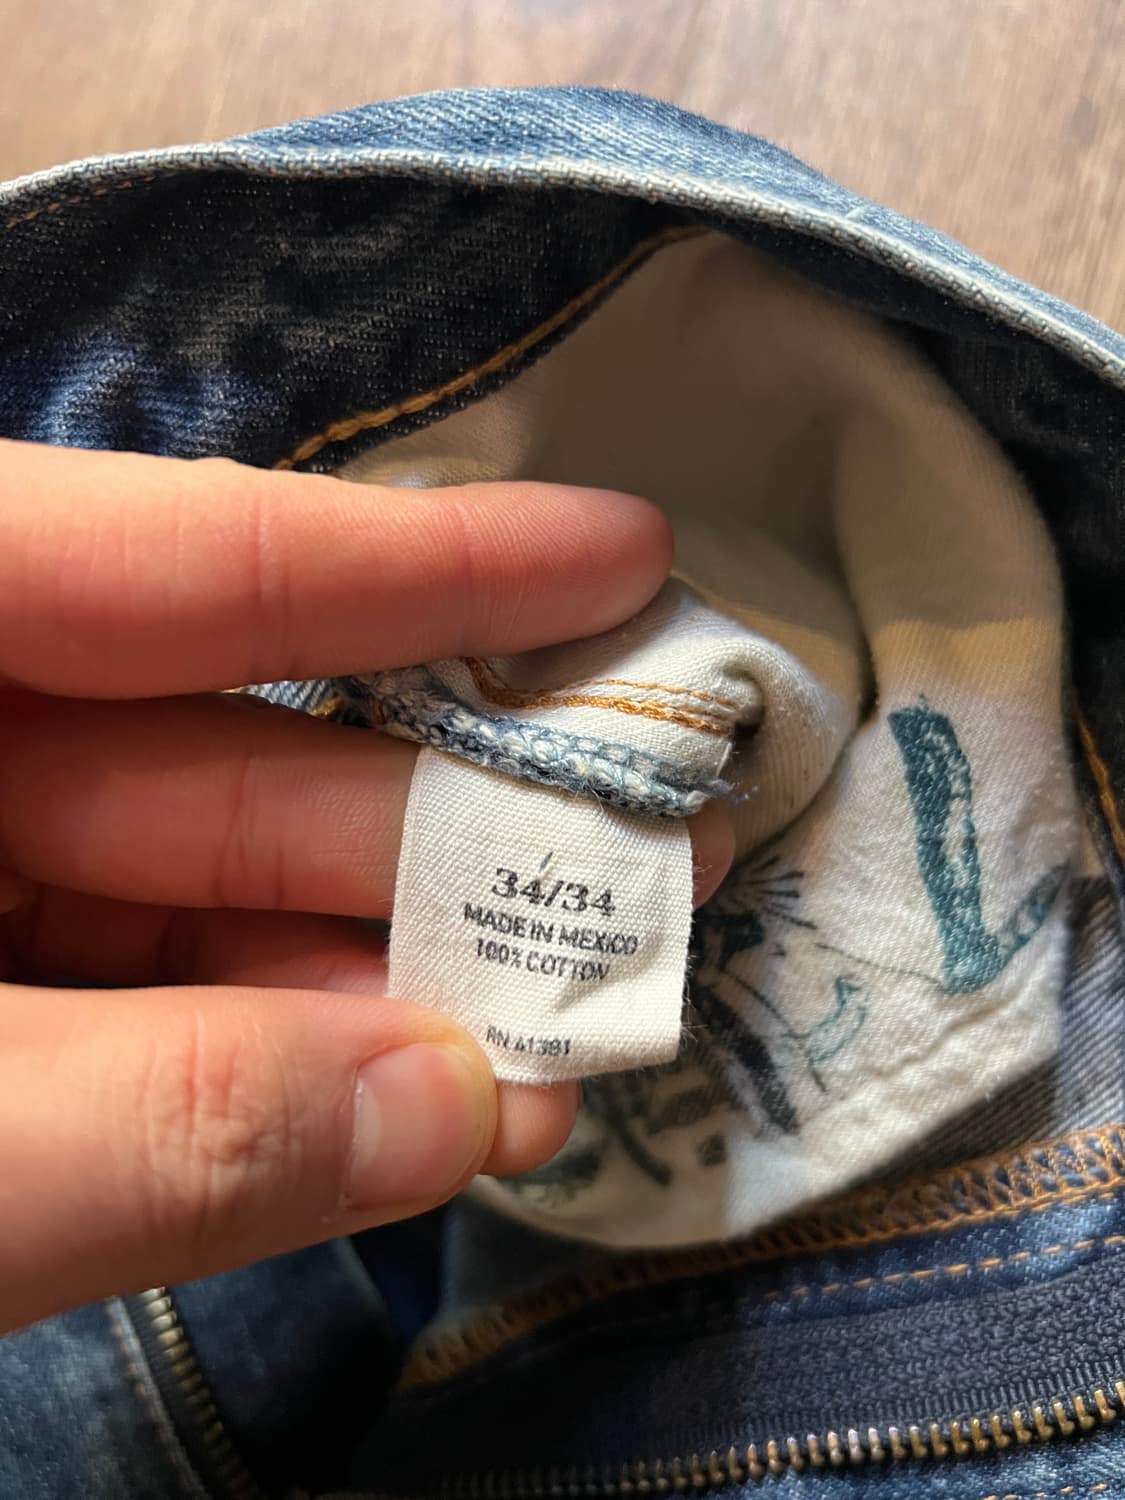 34/34
MADE IN MEXICO
100% COTTON
RN 41381